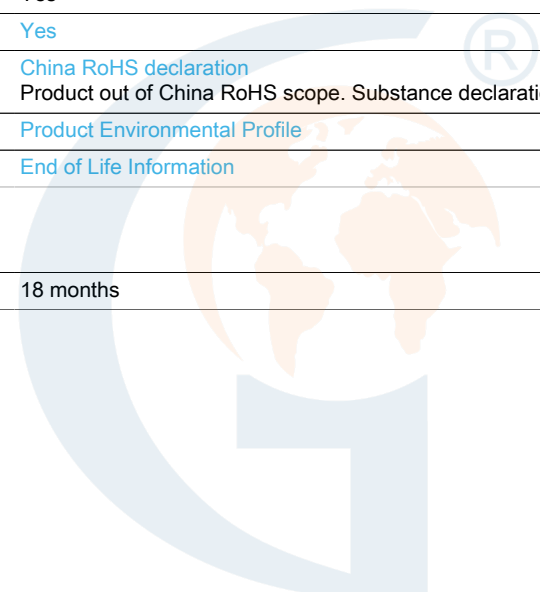 Yes
China RoHS declaration
Product out of China RoHS scope. Substance
Product Environmental Profile
End of Life Information
18 months
®